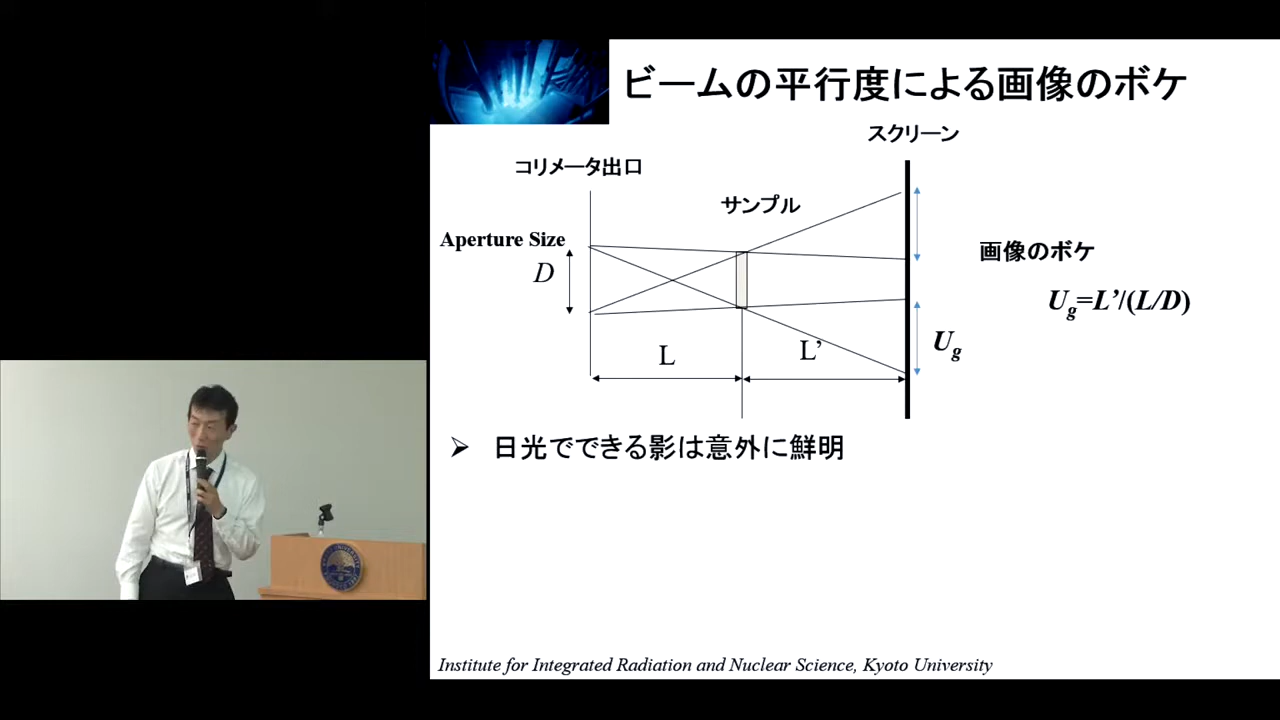 ビームの平行度による画像のボケ
スクリーン
コリメータ出口
サンプル
Aperture Size
D
画像のボケ
Ug=L’/(L/D)
L
L’
Ug
➢ 日光でできる影は意外に鮮明
Institute for Integrated Radiation and Nuclear Science, Kyoto University